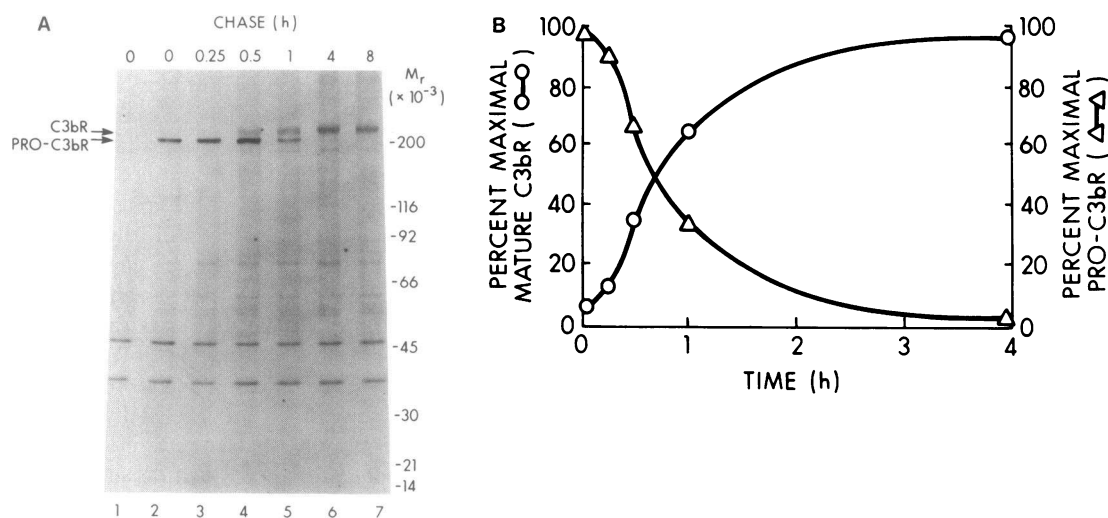 A
CHASE (h)
0 0 0.25 0.5 1 4 8
Mr
(× 10⁻³)
C3bR
PRO-C3bR
-200
-116
-92
-66
-45
-30
-21
-14
1 2 3 4 5 6 7
B
PERCENT MAXIMAL
MATURE C3bR (○-○)
100
80
60
40
20
0
0 1 2 3 4
TIME (h)
100
80
60
40
20
0
PERCENT MAXIMAL
PRO-C3bR (△-△)